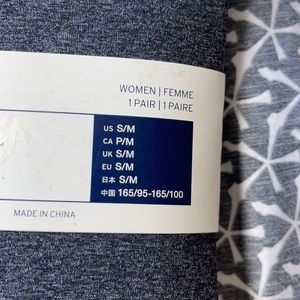 WOMEN | FEMME
1 PAIR | 1 PAIRE
US S/M
CA P/M
UK S/M
EU S/M
日本 S/M
中国 165/95-165/100
MADE IN CHINA